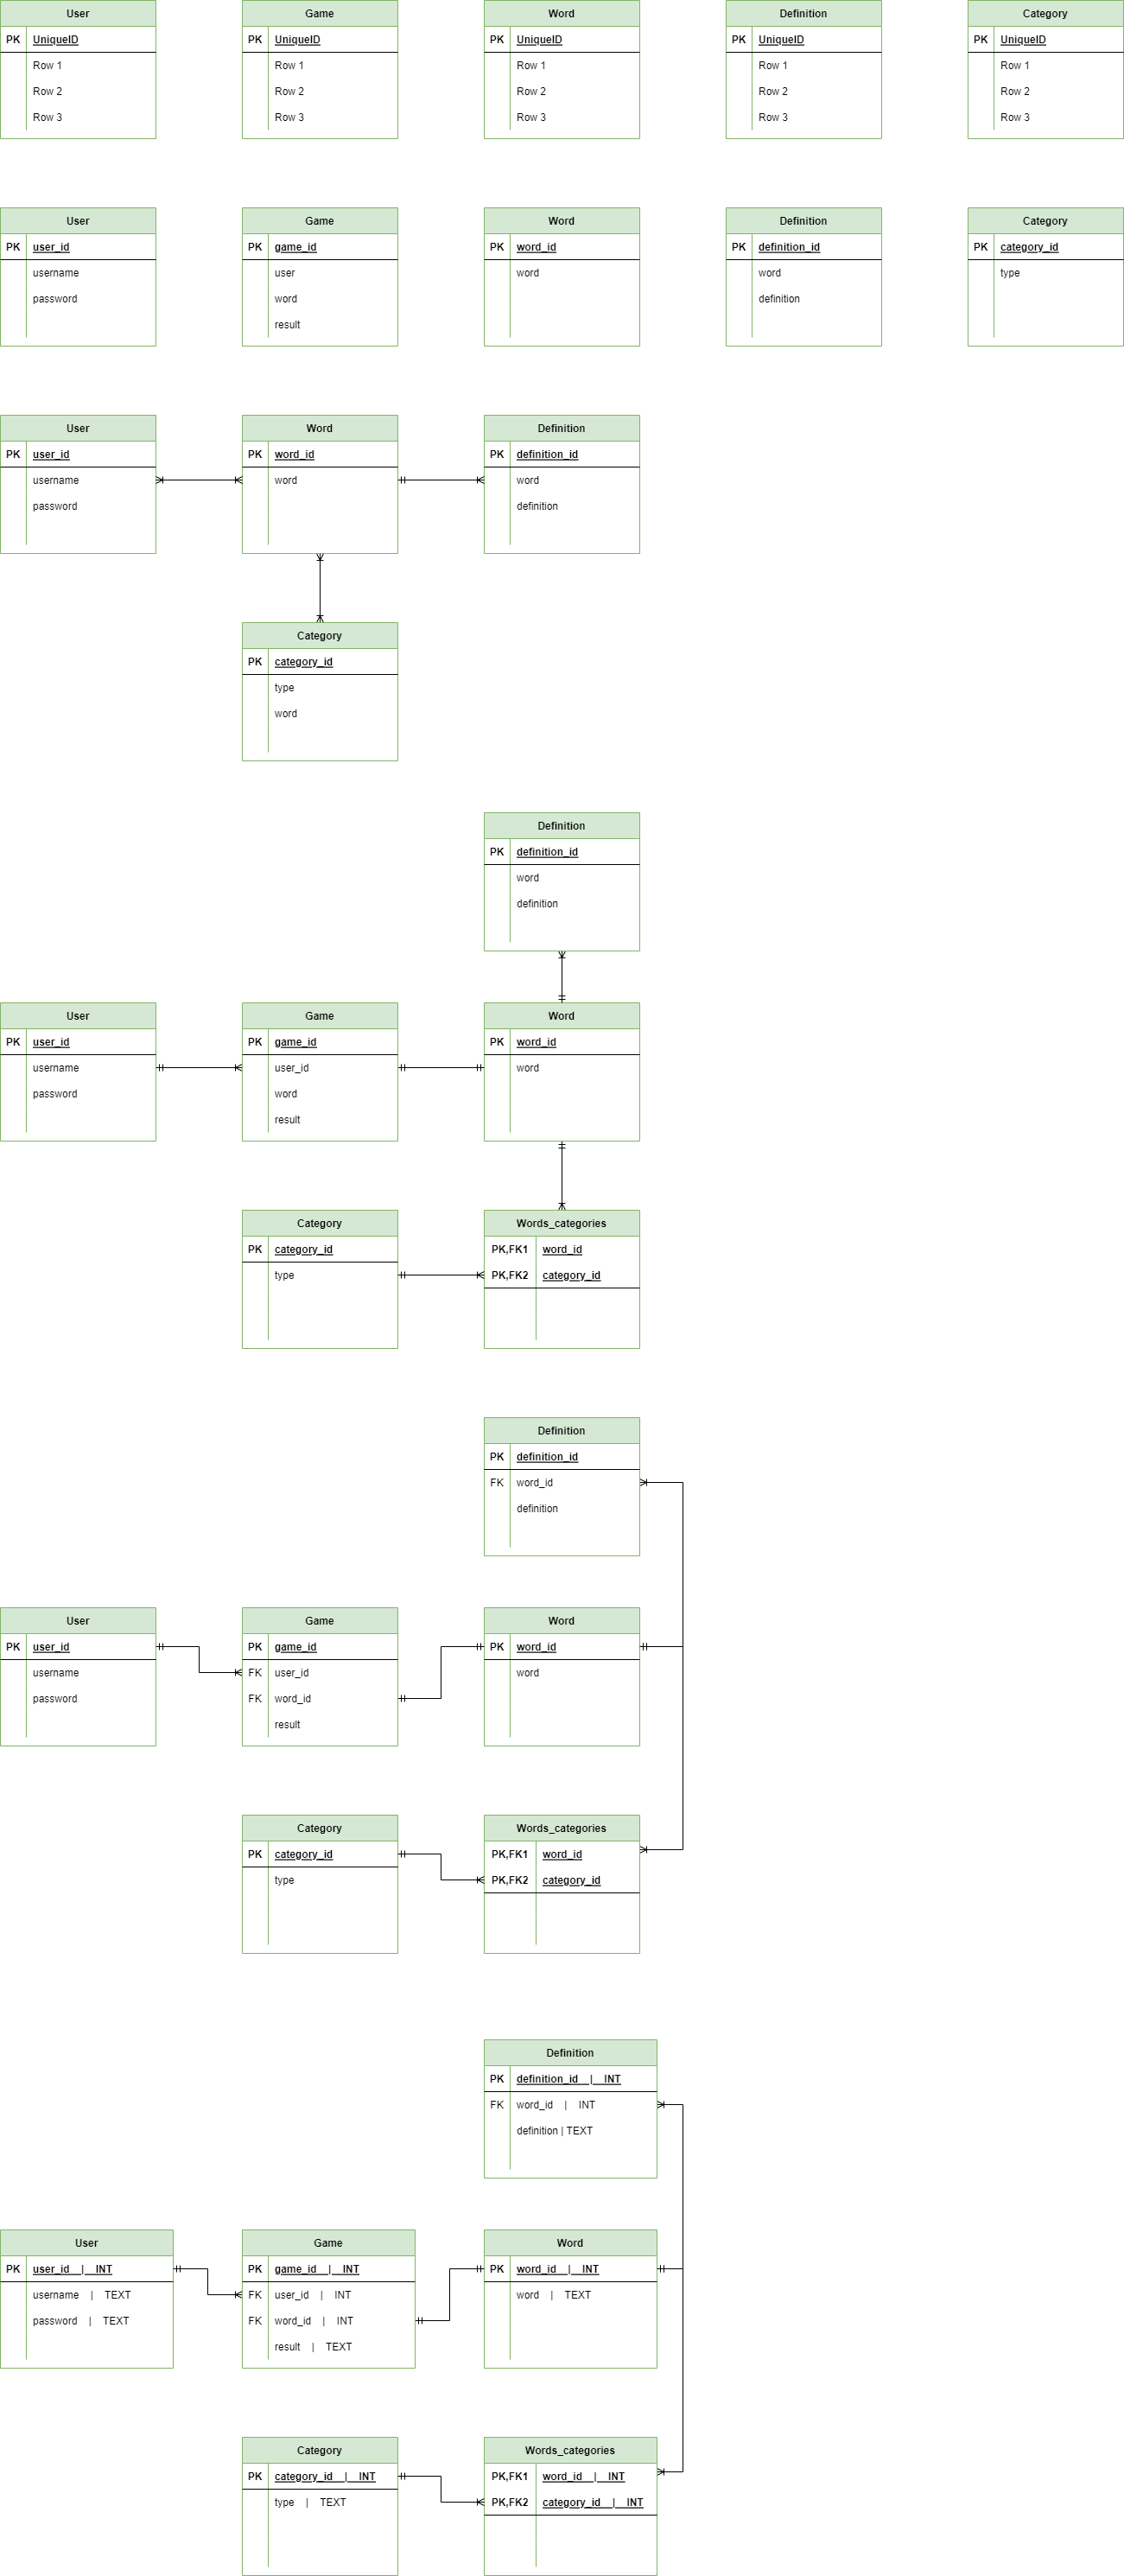 User Game Word Definition Category
PK UniqueID PK UniqueID PK UniqueID PK UniqueID PK UniqueID
Row 1 Row 1 Row 1 Row 1 Row 1
Row 2 Row 2 Row 2 Row 2 Row 2
Row 3 Row 3 Row 3 Row 3 Row 3
User Game Word Definition Category
PK user_id PK game_id PK word_id PK definition_id PK category_id
username user word word type
password word definition
result
User Word Definition
PK user_id PK word_id PK definition_id
username word word
password definition
Category
PK category_id
type
word
Definition
PK definition_id
word
definition
User Game Word
PK user_id PK game_id PK word_id
username user_id word
password word
result
Category Words_categories
PK category_id PK,FK1 word_id
type PK,FK2 category_id
Definition
PK definition_id
FK word_id
definition
User Game Word
PK user_id PK game_id PK word_id
username FK user_id word
password FK word_id
result
Category Words_categories
PK category_id PK,FK1 word_id
type PK,FK2 category_id
Definition
PK definition_id | INT
FK word_id | INT
definition | TEXT
User Game Word
PK user_id | INT PK game_id | INT PK word_id | INT
username | TEXT FK user_id | INT word | TEXT
password | TEXT FK word_id | INT
result | TEXT
Category Words_categories
PK category_id | INT PK,FK1 word_id | INT
type | TEXT PK,FK2 category_id | INT